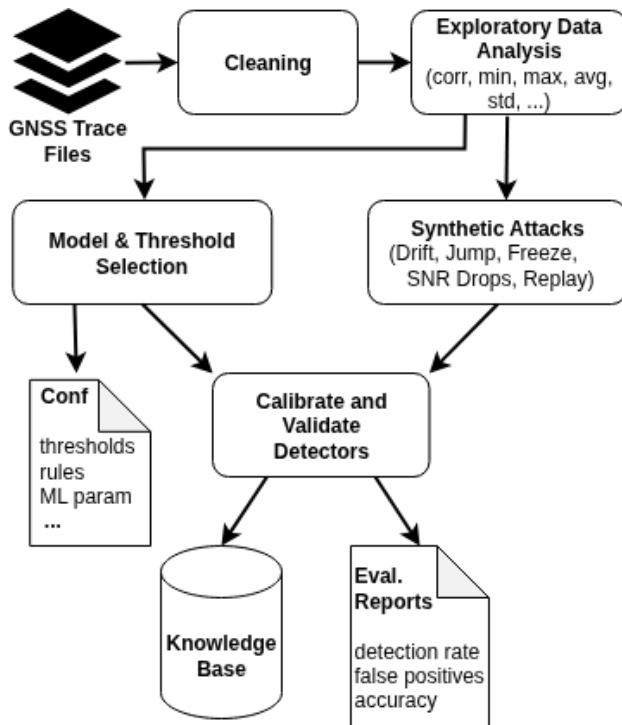 GNSS Trace
Files
Cleaning
Exploratory Data
Analysis
(corr, min, max, avg,
std, ...)
Model & Threshold
Selection
Synthetic Attacks
(Drift, Jump, Freeze,
SNR Drops, Replay)
Conf
thresholds
rules
ML param
...
Calibrate and
Validate
Detectors
Knowledge
Base
Eval.
Reports
detection rate
false positives
accuracy